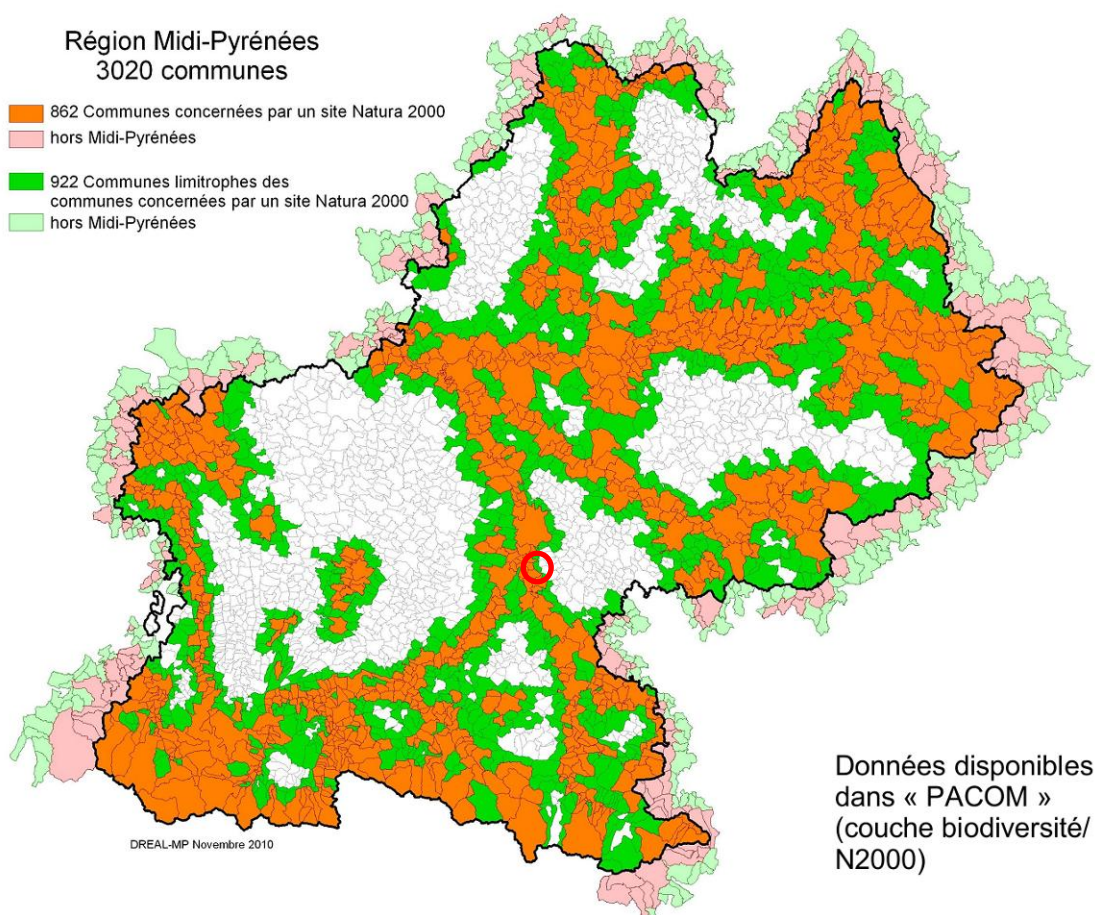 Région Midi-Pyrénées
3020 communes
862 Communes concernées par un site Natura 2000
hors Midi-Pyrénées
922 Communes limitrophes des
communes concernées par un site Natura 2000
hors Midi-Pyrénées
Données disponibles
dans « PACOM »
(couche biodiversité/
N2000)
DREAL-MP Novembre 2010